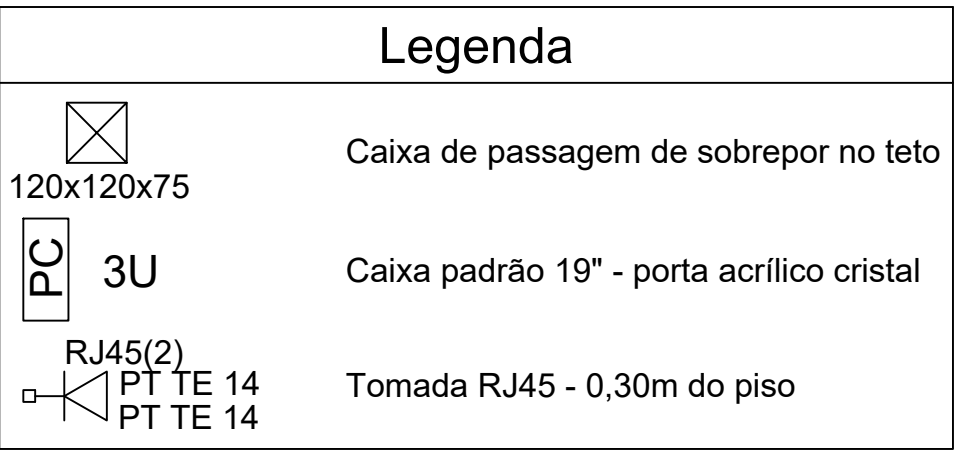 Legenda
120x120x75
Caixa de passagem de sobrepor no teto
PC
3U
Caixa padrão 19" - porta acrílico cristal
RJ45(2)
PT TE 14
PT TE 14
Tomada RJ45 - 0,30m do piso